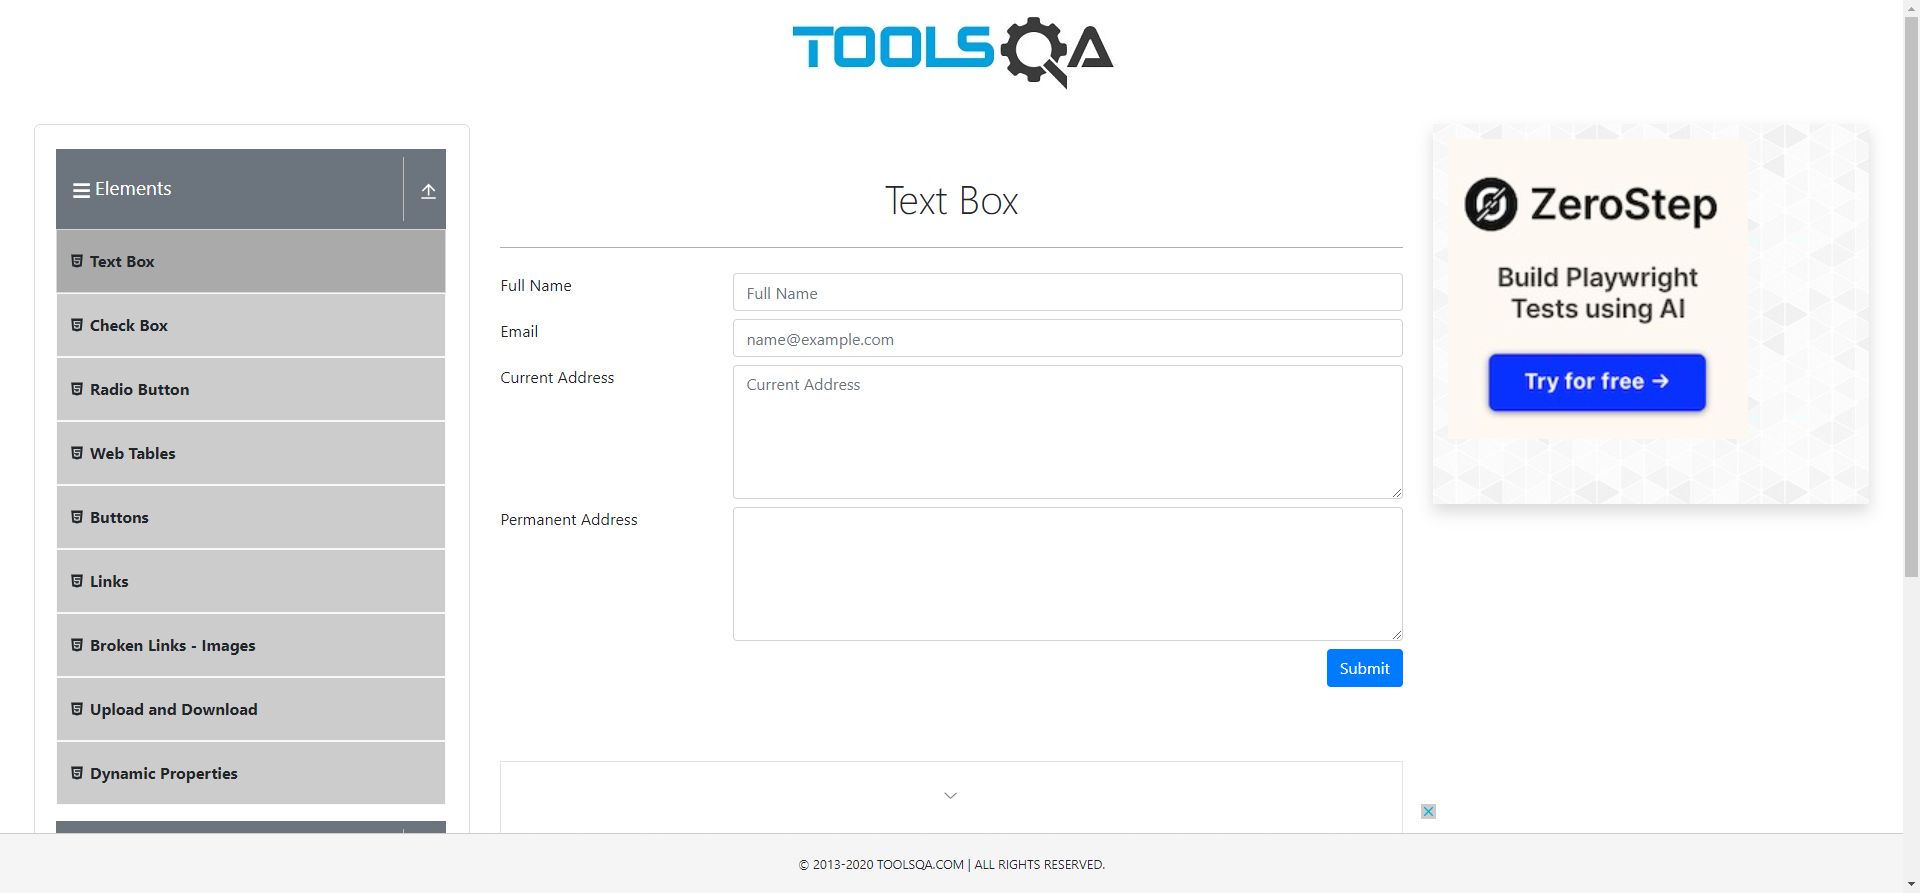 TOOLSQA
Elements
Text Box
Check Box
Radio Button
Web Tables
Buttons
Links
Broken Links - Images
Upload and Download
Dynamic Properties
Text Box
Full Name
Full Name
Email
name@example.com
Current Address
Current Address
Permanent Address
Submit
ZeroStep
Build Playwright
Tests using AI
Try for free →
© 2013-2020 TOOLSQA.COM | ALL RIGHTS RESERVED.